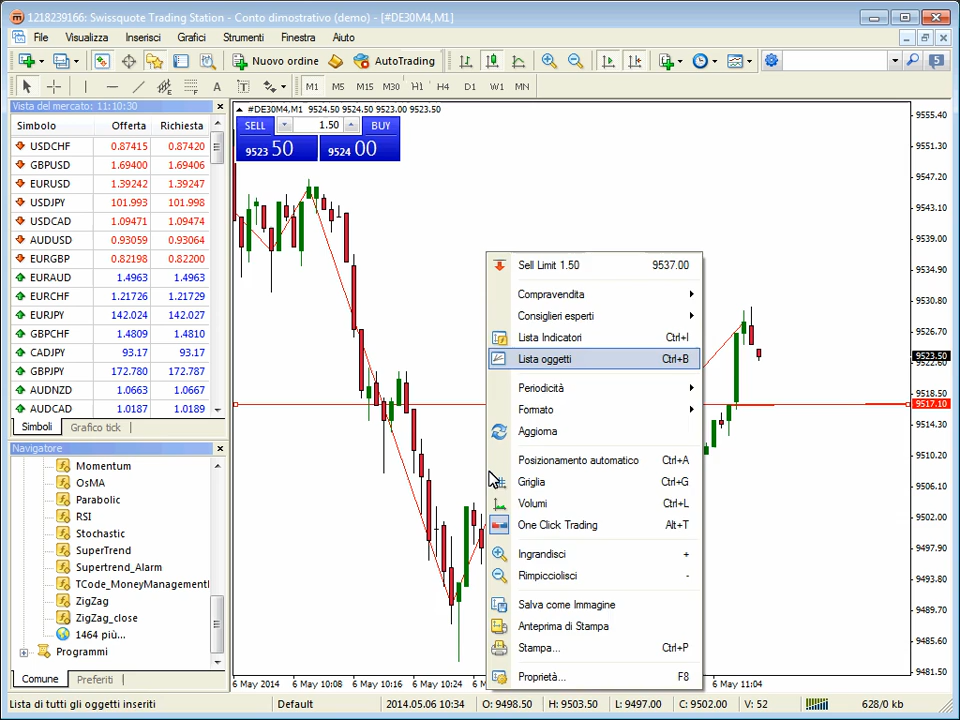 1218239166: Swissquote Trading Station - Conto dimostrativo (demo) - [#DE30M4,M1]
File Visualizza Inserisci Grafici Strumenti Finestra Aiuto
Nuovo ordine AutoTrading 5
A T M1 M5 M15 M30 H1 H4 D1 W1 MN
Vista del mercato: 11:10:30
Simbolo Offerta Richiesta
USDCHF 0.87415 0.87420
GBPUSD 1.69400 1.69406
EURUSD 1.39242 1.39247
USDJPY 101.993 101.998
USDCAD 1.09471 1.09474
AUDUSD 0.93059 0.93064
EURGBP 0.82198 0.82200
EURAUD 1.4963 1.4963
EURCHF 1.21726 1.21729
EURJPY 142.024 142.027
GBPCHF 1.4809 1.4810
CADJPY 93.17 93.17
GBPJPY 172.780 172.787
AUDNZD 1.0663 1.0667
AUDCAD 1.0187 1.0189
Simboli Grafico tick
Navigatore
Momentum
OsMA
Parabolic
RSI
Stochastic
SuperTrend
Supertrend_Alarm
TCode_MoneyManagement
ZigZag
ZigZag_close
1464 più...
Programmi
Comune Preferiti
#DE30M4,M1 9524.50 9524.50 9523.00 9523.50
SELL 1.50 BUY
9523 50 9524 00
Sell Limit 1.50 9537.00
Compravendita
Consiglieri esperti
Lista Indicatori Ctrl+I
Lista oggetti Ctrl+B
Periodicità
Formato
Aggiorna
Posizionamento automatico Ctrl+A
Griglia Ctrl+G
Volumi Ctrl+L
One Click Trading Alt+T
Ingrandisci +
Rimpicciolisci -
Salva come Immagine
Anteprima di Stampa
Stampa... Ctrl+P
Proprietà... F8
9555.40
9551.30
9547.20
9543.10
9539.00
9534.90
9530.80
9526.70
9523.50
9522.60
9518.50
9517.10
9514.30
9510.20
9506.10
9502.00
9497.90
9493.80
9489.70
9485.60
9481.50
6 May 2014 6 May 10:08 6 May 10:16 6 May 10:24 6 M 6 May 11:04
Lista di tutti gli oggetti inseriti Default 2014.05.06 10:34 O: 9498.50 H: 9503.50 L: 9497.00 C: 9502.00 V: 52 628/0 kb